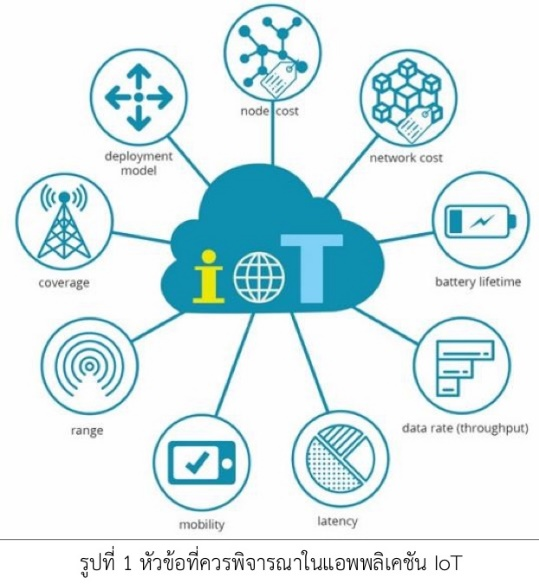 node cost
network cost
deployment
model
coverage
iOT
battery lifetime
range
data rate (throughput)
mobility
latency
รูปที่ 1 หัวข้อที่ควรพิจารณาในแอพพลิเคชัน IoT